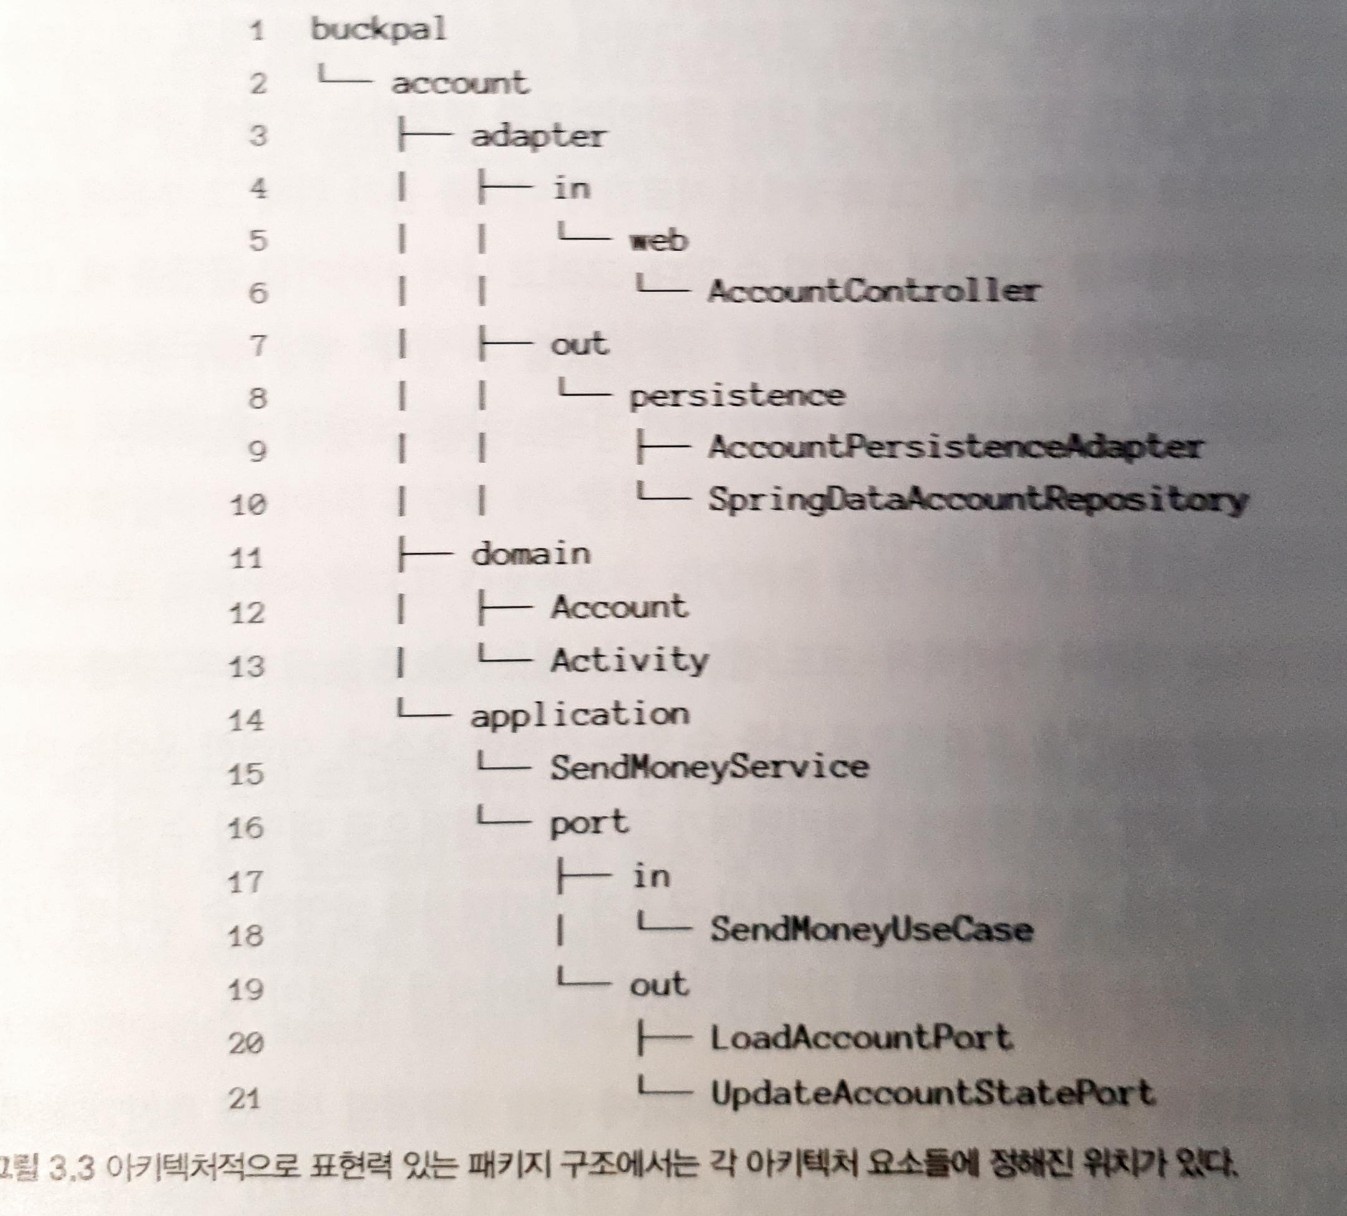 1 buckpal
2 └── account
3 ├── adapter
4 | ├── in
5 | | └── web
6 | | └── AccountController
7 | ├── out
8 | | └── persistence
9 | | ├── AccountPersistenceAdapter
10 | | └── SpringDataAccountRepository
11 ├── domain
12 | ├── Account
13 | └── Activity
14 └── application
15 └── SendMoneyService
16 └── port
17 ├── in
18 | └── SendMoneyUseCase
19 └── out
20 ├── LoadAccountPort
21 └── UpdateAccountStatePort
그림 3.3 아키텍처적으로 표현력 있는 패키지 구조에서는 각 아키텍처 요소들에 정해진 위치가 있다.